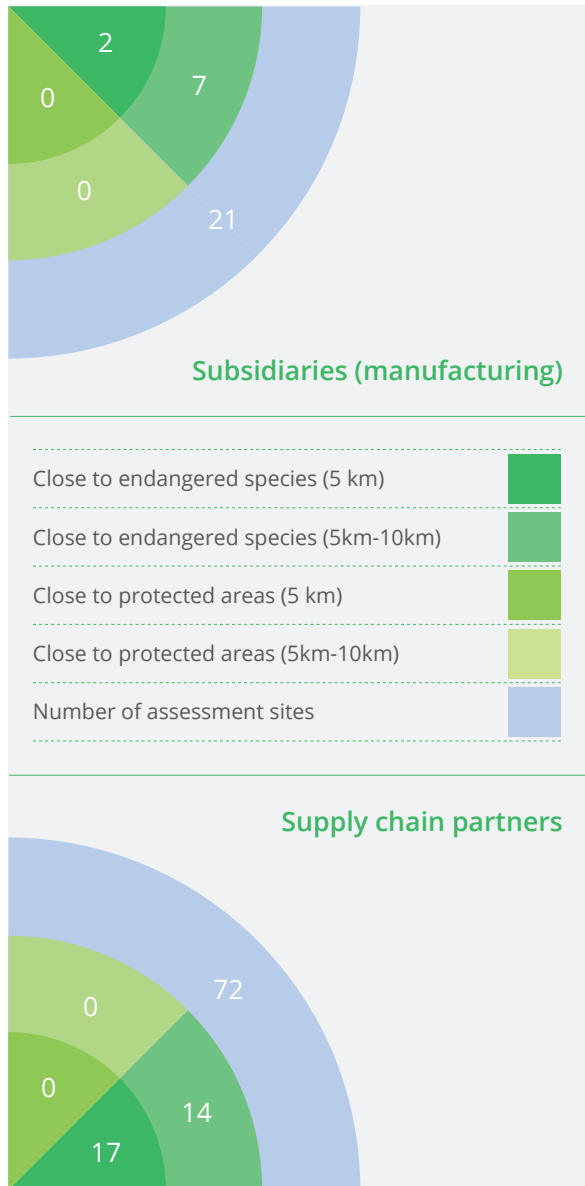 2
7
0
0
21
Subsidiaries (manufacturing)
Close to endangered species (5 km)
Close to endangered species (5km-10km)
Close to protected areas (5 km)
Close to protected areas (5km-10km)
Number of assessment sites
Supply chain partners
72
0
0
14
17